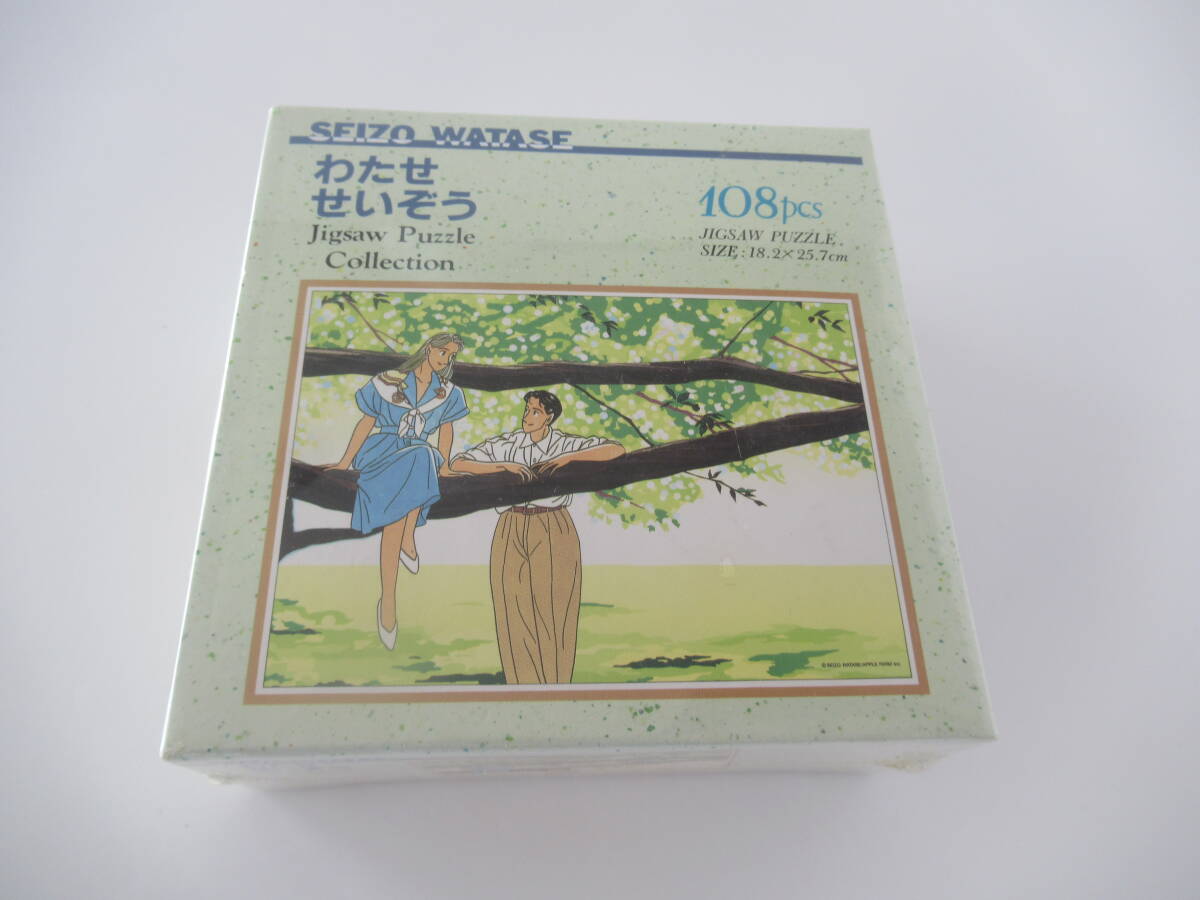 SEIZO WATASE
わたせ
せいぞう
Jigsaw Puzzle
Collection
108pcs
JIGSAW PUZZLE
SIZE : 18.2×25.7cm